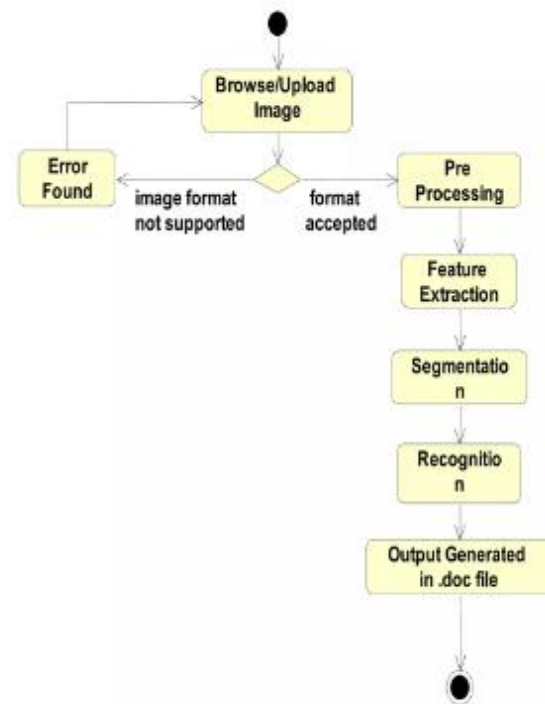 Browse/Upload
Image
Error
Found
image format
not supported
format
accepted
Pre
Processing
Feature
Extraction
Segmentatio
n
Recognitio
n
Output Generated
in .doc file